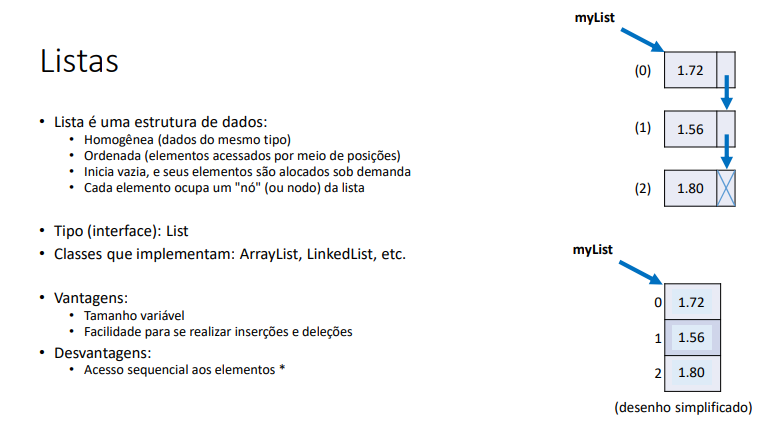 Listas
• Lista é uma estrutura de dados:
• Homogênea (dados do mesmo tipo)
• Ordenada (elementos acessados por meio de posições)
• Inicia vazia, e seus elementos são alocados sob demanda
• Cada elemento ocupa um "nó" (ou nodo) da lista
• Tipo (interface): List
• Classes que implementam: ArrayList, LinkedList, etc.
• Vantagens:
• Tamanho variável
• Facilidade para se realizar inserções e deleções
• Desvantagens:
• Acesso sequencial aos elementos *
myList
(0) 1.72
(1) 1.56
(2) 1.80
myList
0 1.72
1 1.56
2 1.80
(desenho simplificado)